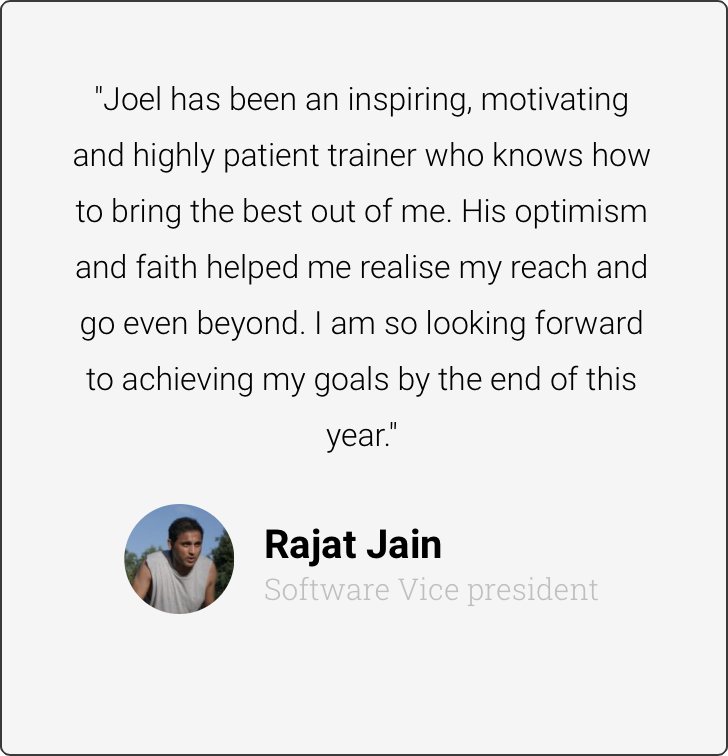 "Joel has been an inspiring, motivating
and highly patient trainer who knows how
to bring the best out of me. His optimism
and faith helped me realise my reach and
go even beyond. I am so looking forward
to achieving my goals by the end of this
year."
Rajat Jain
Software Vice president